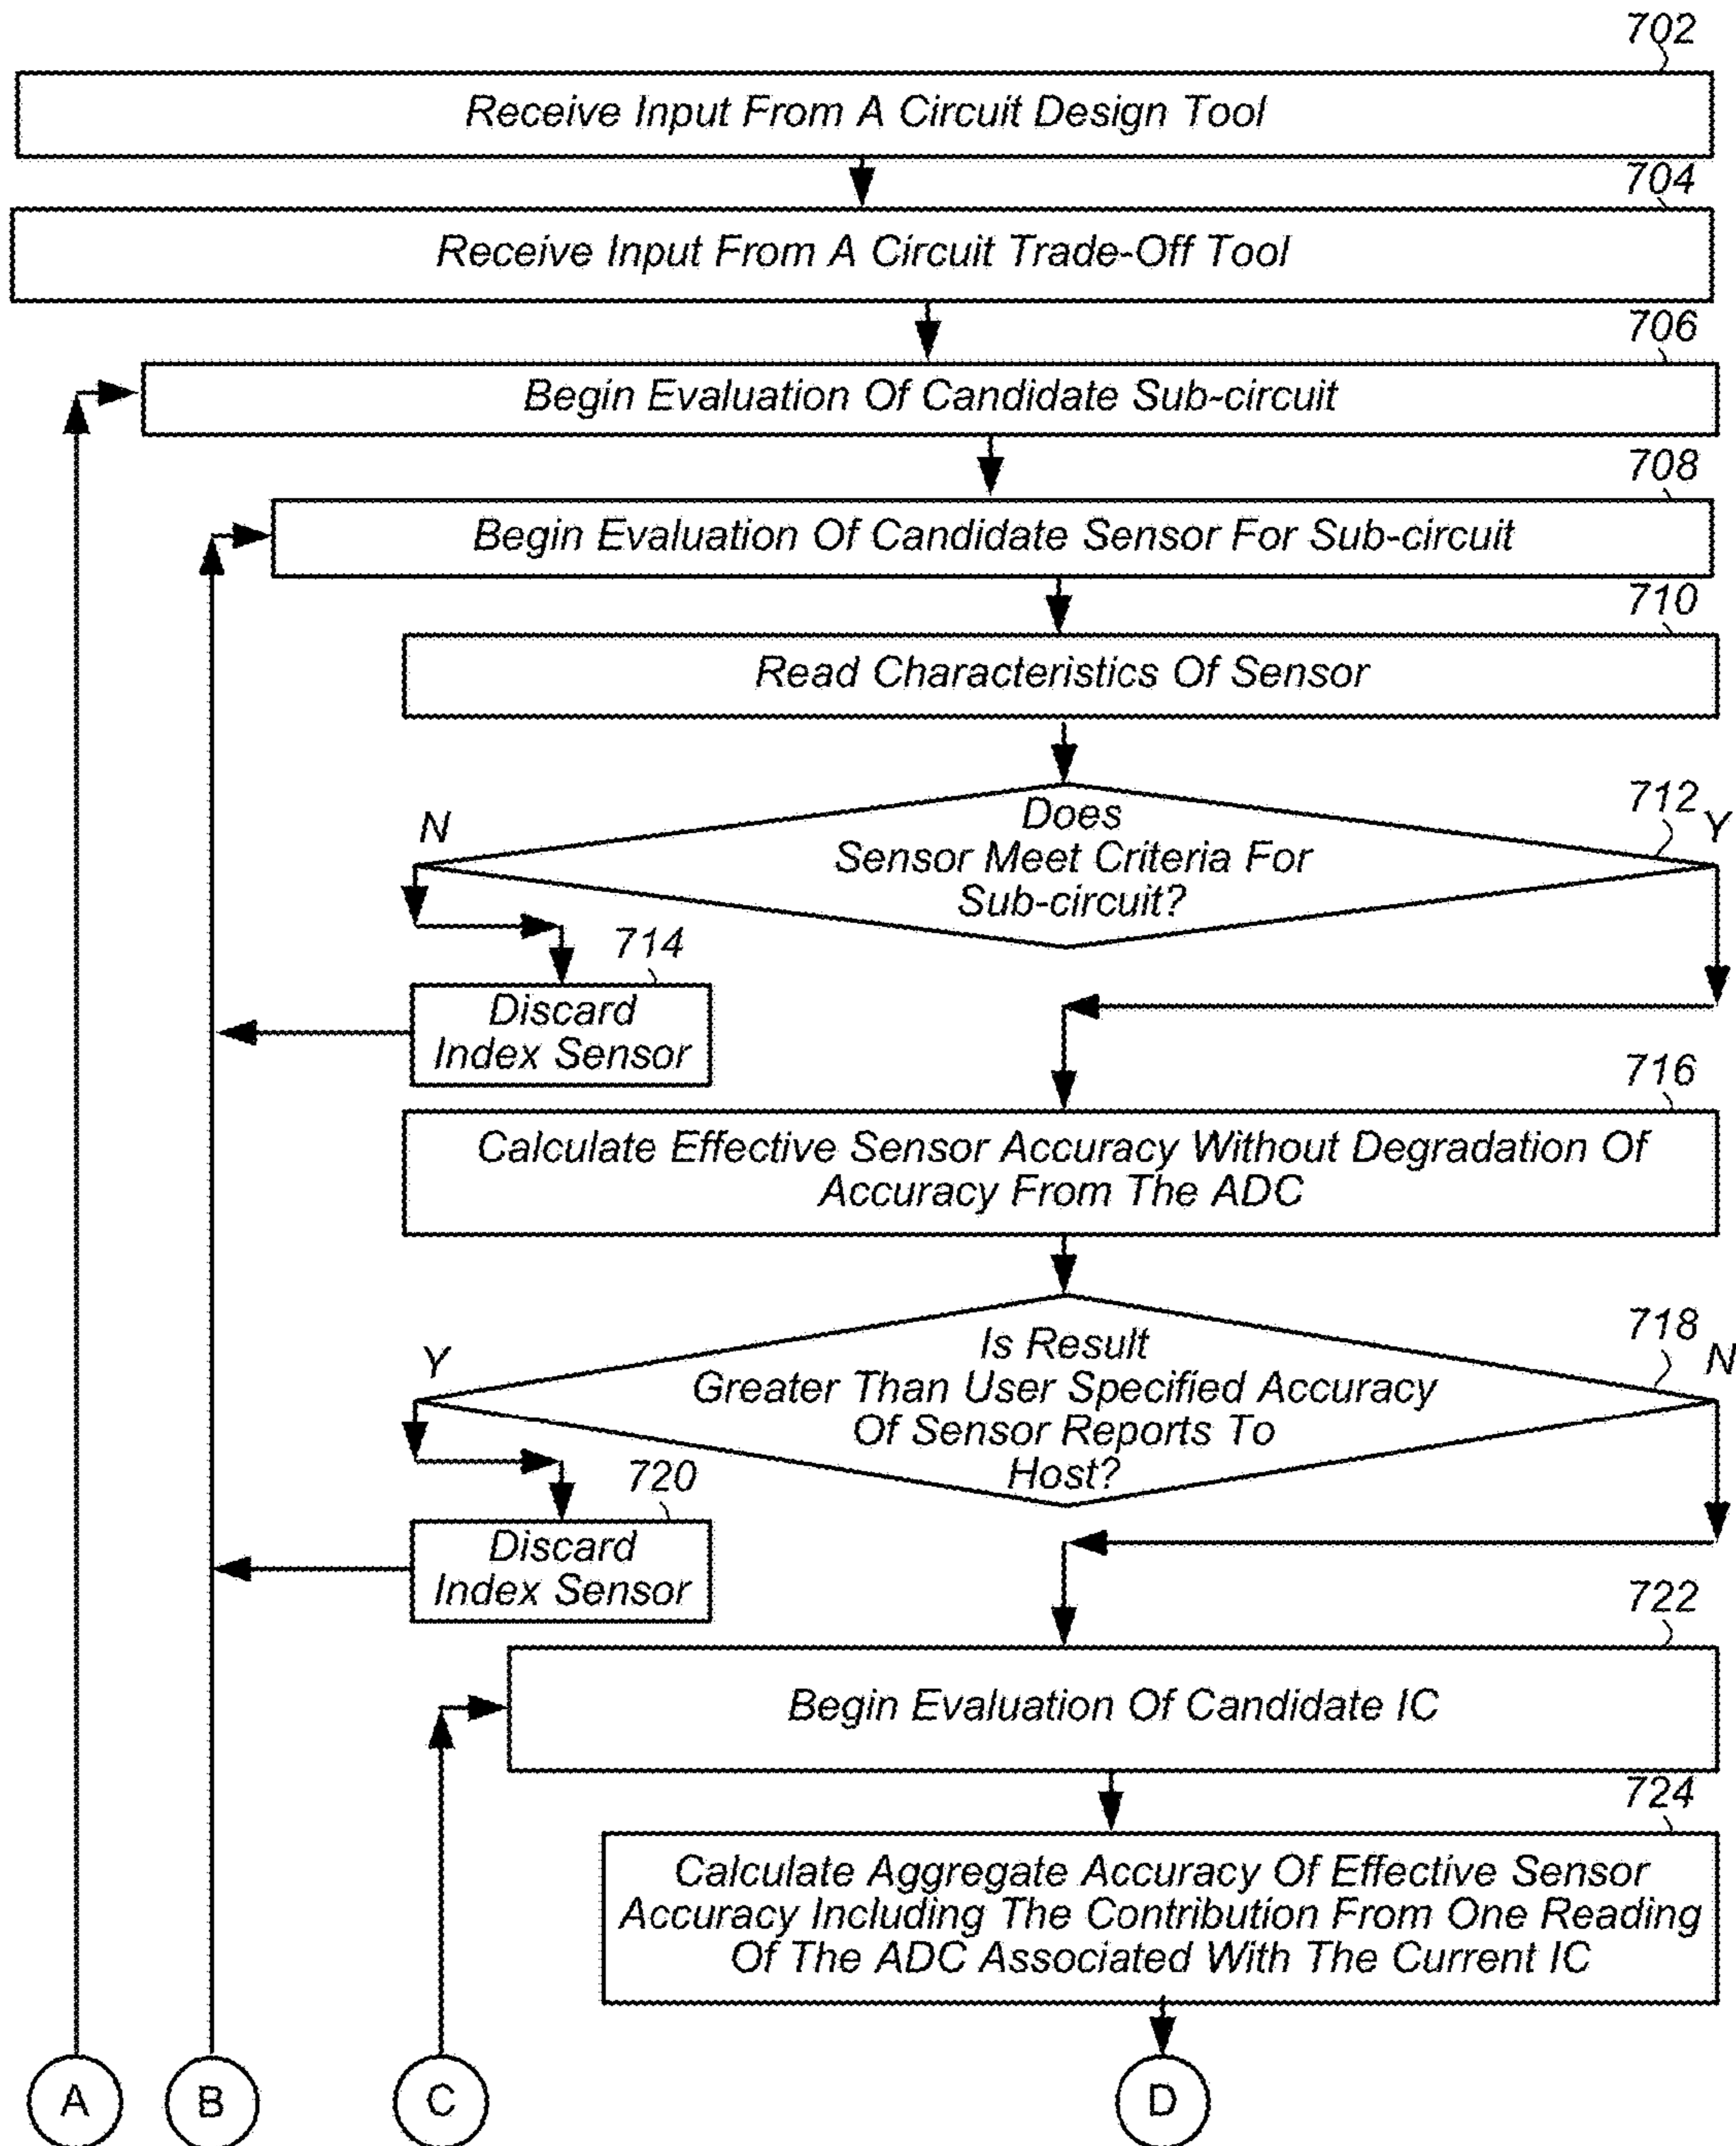 702
Receive Input From A Circuit Design Tool
704
Receive Input From A Circuit Trade-Off Tool
706
Begin Evaluation Of Candidate Sub-circuit
708
Begin Evaluation Of Candidate Sensor For Sub-circuit
710
Read Characteristics Of Sensor
712
N
Y
Does
Sensor Meet Criteria For
Sub-circuit?
714
Discard
Index Sensor
716
Calculate Effective Sensor Accuracy Without Degradation Of
Accuracy From The ADC
718
Y
N
Is Result
Greater Than User Specified Accuracy
Of Sensor Reports To
Host?
720
Discard
Index Sensor
722
Begin Evaluation Of Candidate IC
724
Calculate Aggregate Accuracy Of Effective Sensor
Accuracy Including The Contribution From One Reading
Of The ADC Associated With The Current IC
A
B
C
D